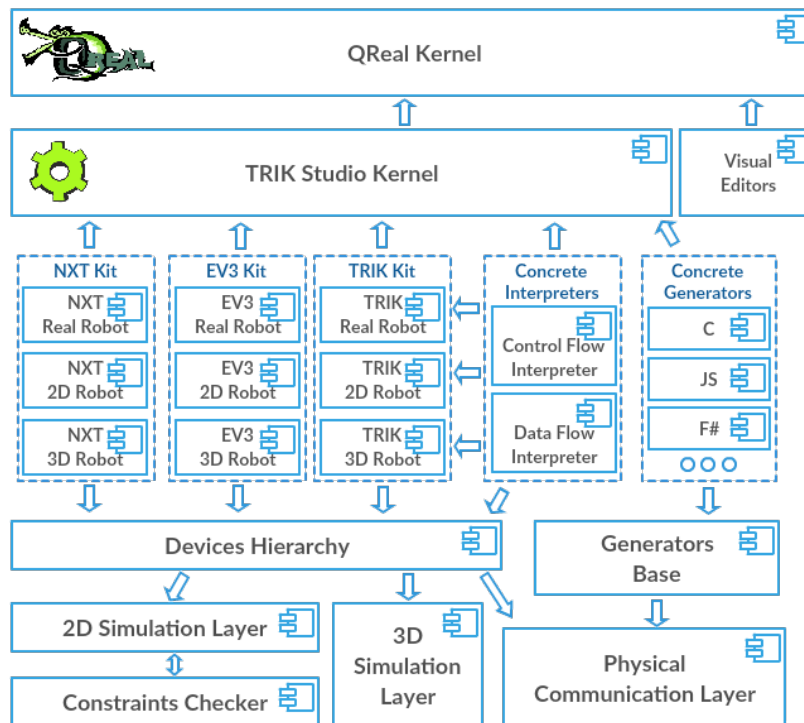 QREAL
QReal Kernel
TRIK Studio Kernel
Visual
Editors
NXT Kit
NXT
Real Robot
NXT
2D Robot
NXT
3D Robot
EV3 Kit
EV3
Real Robot
EV3
2D Robot
EV3
3D Robot
TRIK Kit
TRIK
Real Robot
TRIK
2D Robot
TRIK
3D Robot
Concrete
Interpreters
Control Flow
Interpreter
Data Flow
Interpreter
Concrete
Generators
C
JS
F#
Devices Hierarchy
Generators
Base
2D Simulation Layer
3D
Simulation
Layer
Physical
Communication Layer
Constraints Checker